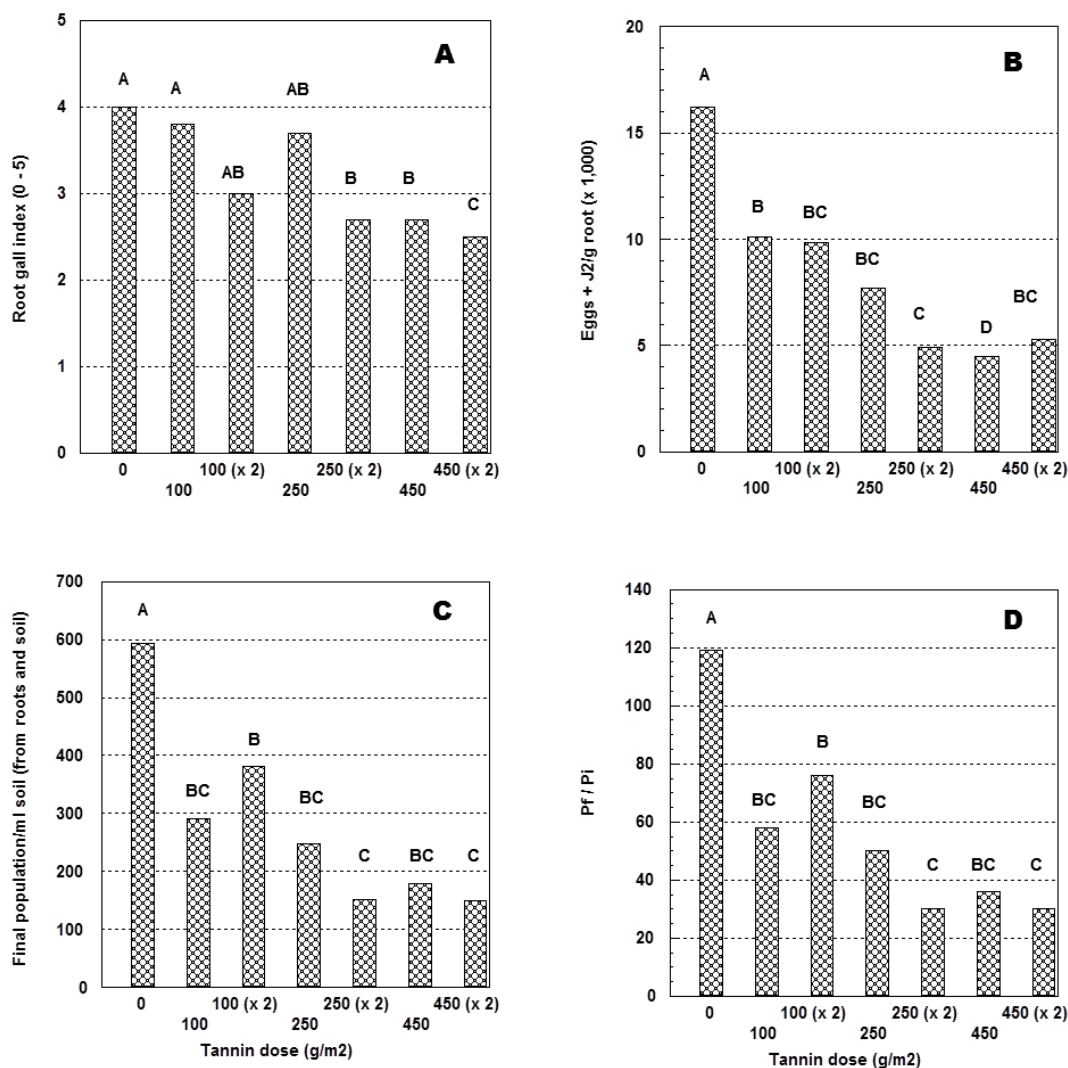 A
5
4
3
2
1
0
Root gall index (0 - 5)
A
A
AB
AB
B
B
C
0
100 (x 2)
250 (x 2)
450 (x 2)
100
250
450
B
20
15
10
5
0
Eggs + J2/g root (x 1,000)
A
B
BC
BC
C
D
BC
0
100 (x 2)
250 (x 2)
450 (x 2)
100
250
450
C
700
600
500
400
300
200
100
0
Final population/ml soil (from roots and soil)
A
BC
B
BC
C
BC
C
0
100 (x 2)
250 (x 2)
450 (x 2)
100
250
450
Tannin dose (g/m2)
D
140
120
100
80
60
40
20
0
Pf / Pi
A
BC
B
BC
C
BC
C
0
100 (x 2)
250 (x 2)
450 (x 2)
100
250
450
Tannin dose (g/m2)